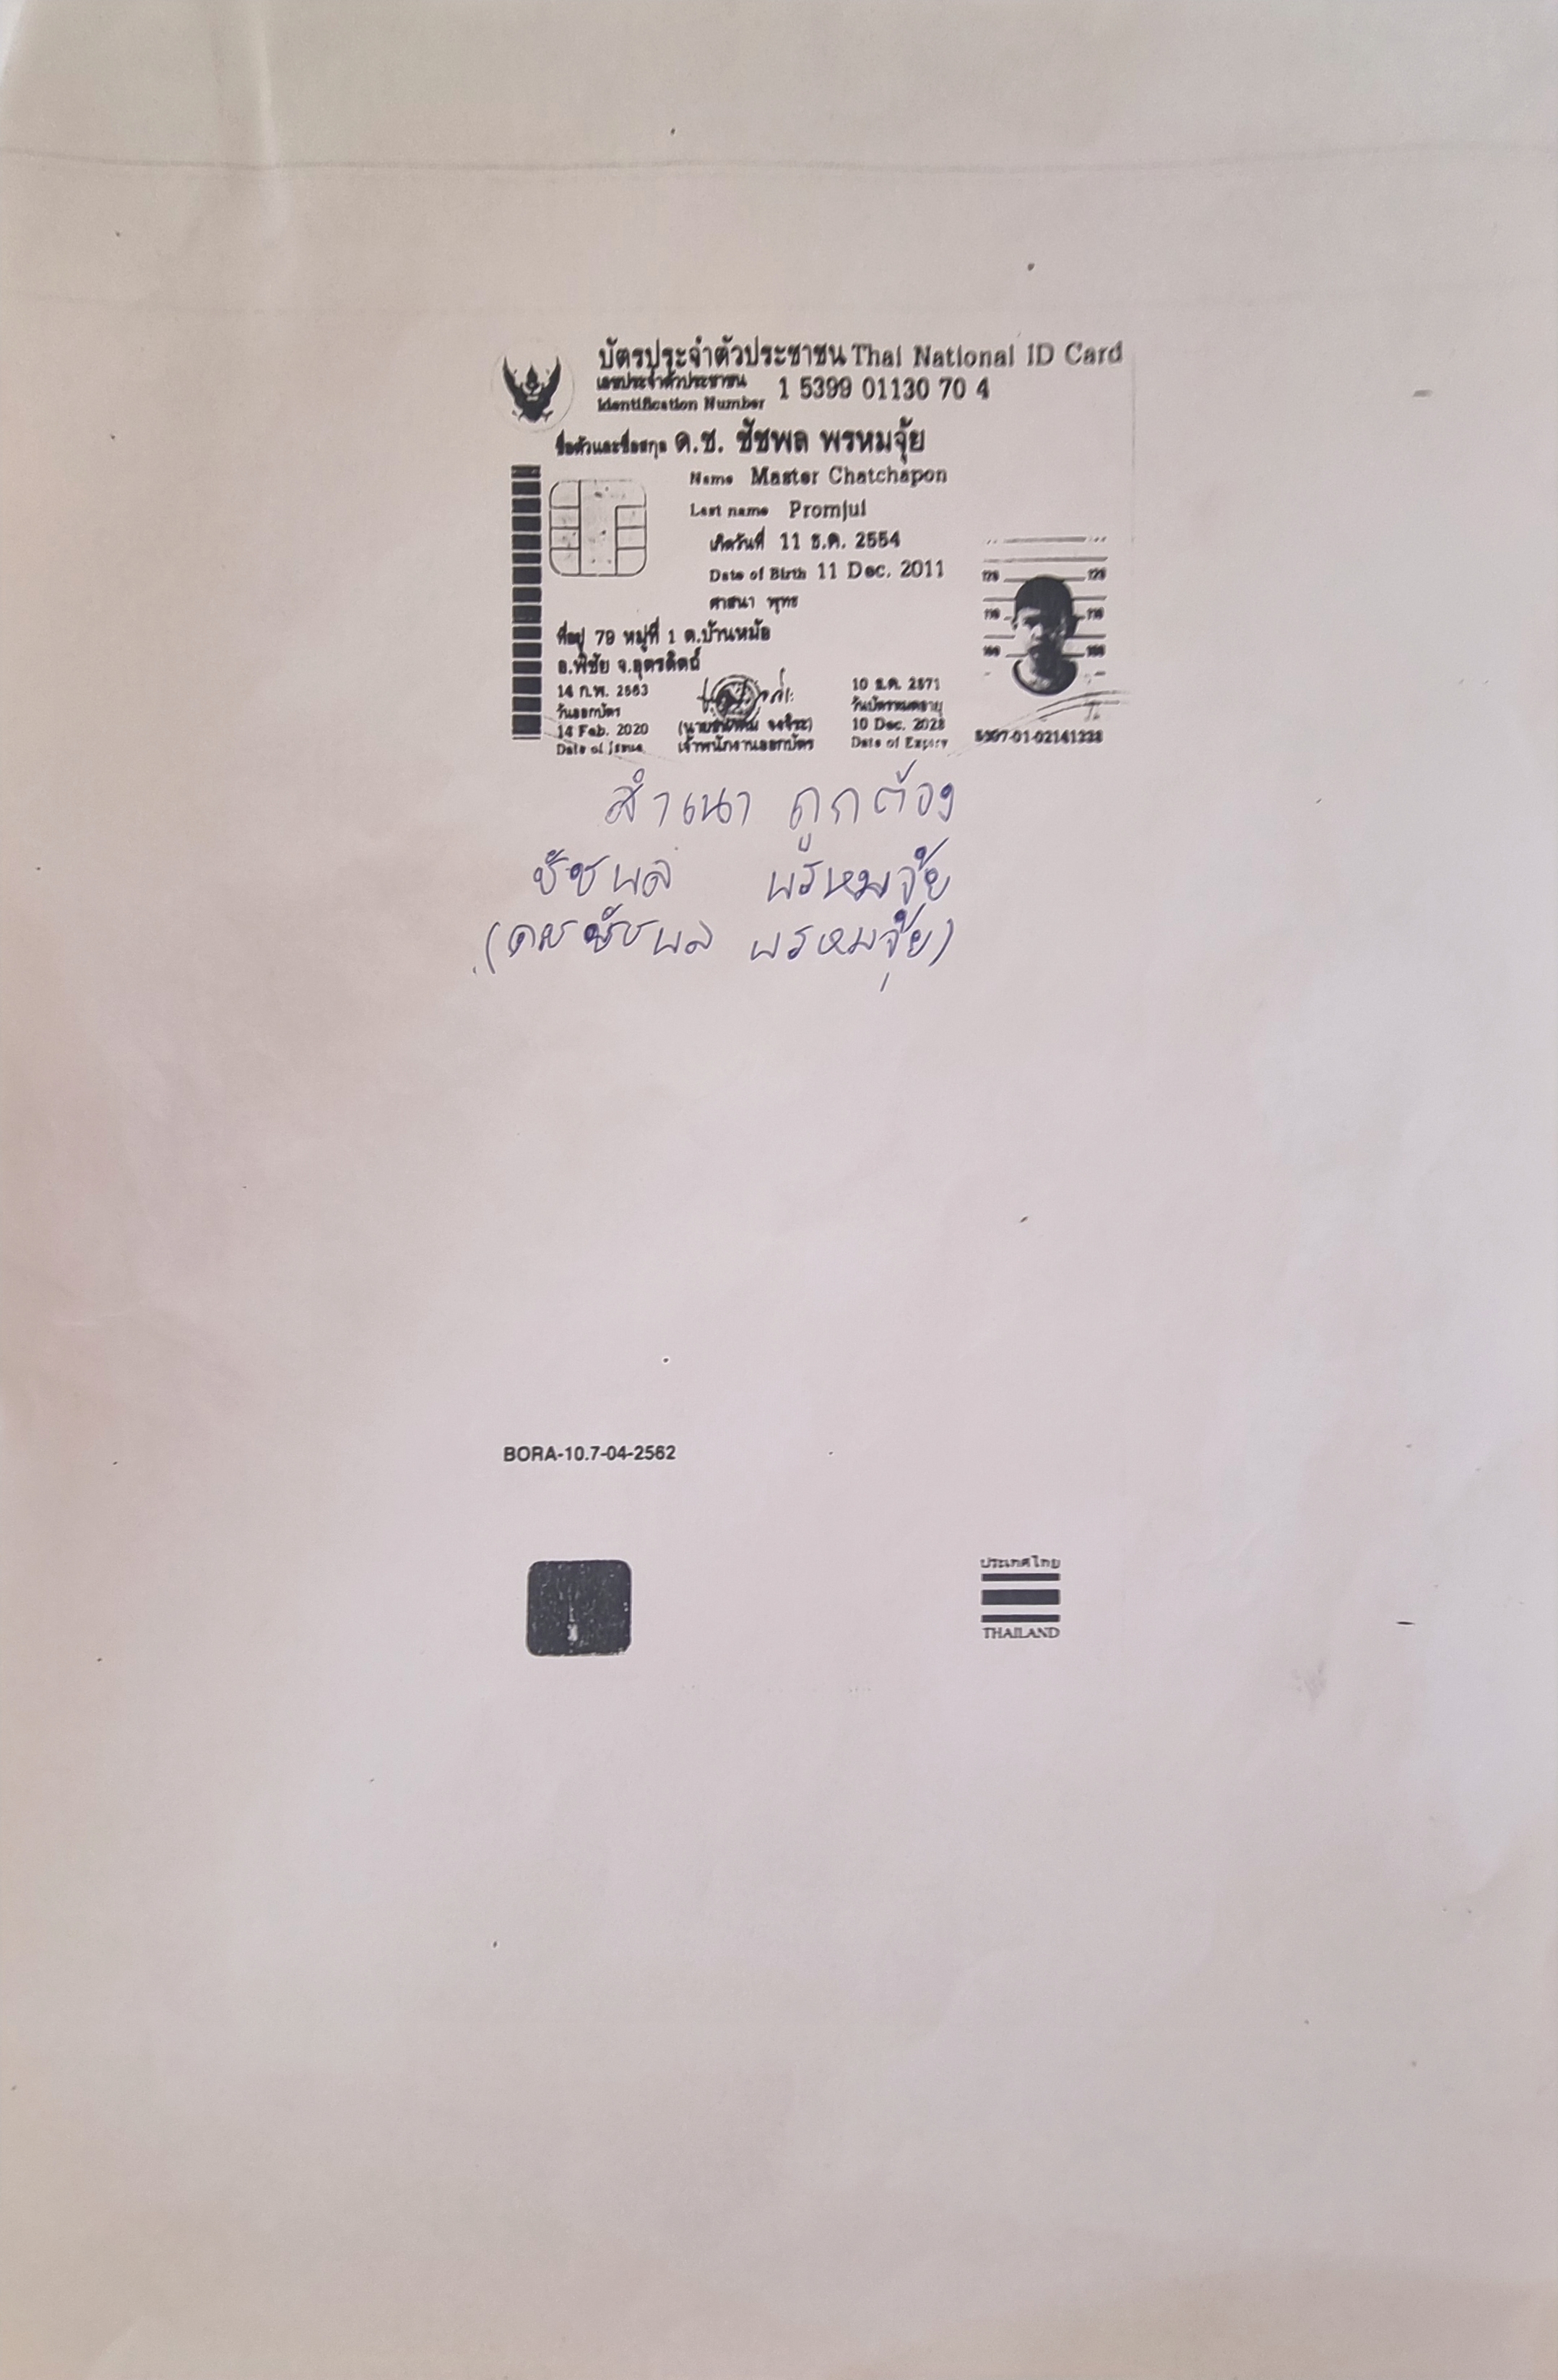 บัตรประจำตัวประชาชน Thai National ID Card
เลขประจำตัวประชาชน
Identification Number 1 5399 01130 70 4
ชื่อตัวและชื่อสกุล ด.ช. ชัชพล พรหมจุ้ย
Name Master Chatchapon
Last name Promjui
เกิดวันที่ 11 ธ.ค. 2554
Date of Birth 11 Dec. 2011
ศาสนา พุทธ
ที่อยู่ 79 หมู่ที่ 1 ต.บ้านหม้อ
อ.พิชัย จ.อุตรดิตถ์
14 ก.พ. 2563
วันออกบัตร
14 Feb. 2020
Date of Issue
เจ้าพนักงานออกบัตร
10 ธ.ค. 2571
วันบัตรหมดอายุ
10 Dec. 2028
Date of Expiry
สำเนา ถูกต้อง
ชัชพล พรหมจุ้ย
(ดช ชัชพล พรหมจุ้ย)
BORA-10.7-04-2562
ประเทศไทย
THAILAND